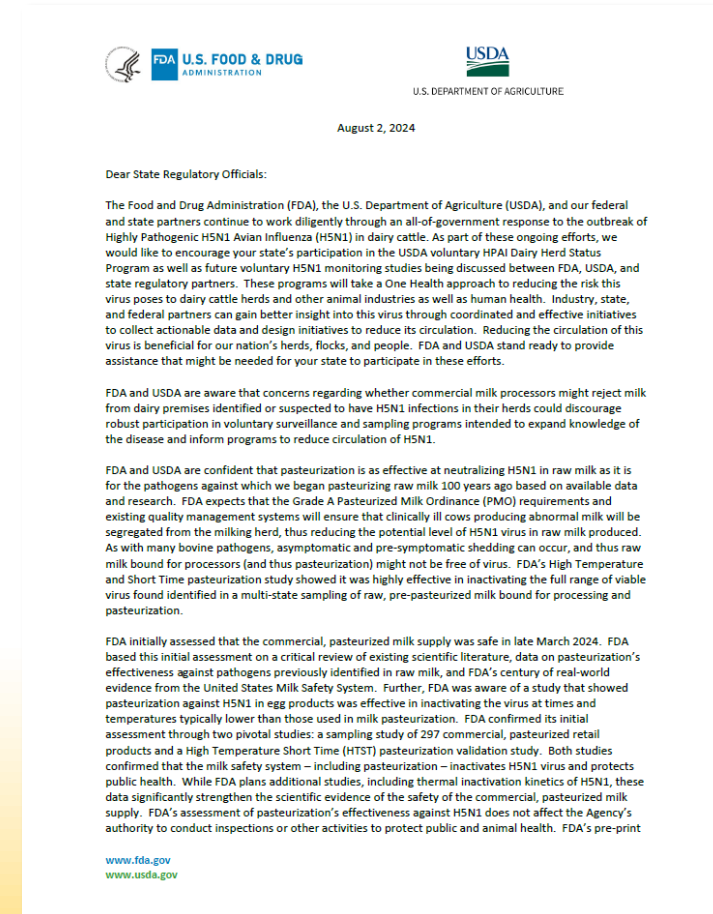 FDA U.S. FOOD & DRUG
ADMINISTRATION
USDA
U.S. DEPARTMENT OF AGRICULTURE
August 2, 2024
Dear State Regulatory Officials:
The Food and Drug Administration (FDA), the U.S. Department of Agriculture (USDA), and our federal
and state partners continue to work diligently through an all-of-government response to the outbreak of
Highly Pathogenic H5N1 Avian Influenza (H5N1) in dairy cattle. As part of these ongoing efforts, we
would like to encourage your state's participation in the USDA voluntary HPAI Dairy Herd Status
Program as well as future voluntary H5N1 monitoring studies being discussed between FDA, USDA, and
state regulatory partners. These programs will take a One Health approach to reducing the risk this
virus poses to dairy cattle herds and other animal industries as well as human health. Industry, state,
and federal partners can gain better insight into this virus through coordinated and effective initiatives
to collect actionable data and design initiatives to reduce its circulation. Reducing the circulation of this
virus is beneficial for our nation's herds, flocks, and people. FDA and USDA stand ready to provide
assistance that might be needed for your state to participate in these efforts.
FDA and USDA are aware that concerns regarding whether commercial milk processors might reject milk
from dairy premises identified or suspected to have H5N1 infections in their herds could discourage
robust participation in voluntary surveillance and sampling programs intended to expand knowledge of
the disease and inform programs to reduce circulation of H5N1.
FDA and USDA are confident that pasteurization is as effective at neutralizing H5N1 in raw milk as it is
for the pathogens against which we began pasteurizing raw milk 100 years ago based on available data
and research. FDA expects that the Grade A Pasteurized Milk Ordinance (PMO) requirements and
existing quality management systems will ensure that clinically ill cows producing abnormal milk will be
segregated from the milking herd, thus reducing the potential level of H5N1 virus in raw milk produced.
As with many bovine pathogens, asymptomatic and pre-symptomatic shedding can occur, and thus raw
milk bound for processors (and thus pasteurization) might not be free of virus. FDA's High Temperature
and Short Time pasteurization study showed it was highly effective in inactivating the full range of viable
virus found identified in a multi-state sampling of raw, pre-pasteurized milk bound for processing and
pasteurization.
FDA initially assessed that the commercial, pasteurized milk supply was safe in late March 2024. FDA
based this initial assessment on a critical review of existing scientific literature, data on pasteurization's
effectiveness against pathogens previously identified in raw milk, and FDA's century of real-world
evidence from the United States Milk Safety System. Further, FDA was aware of a study that showed
pasteurization against H5N1 in egg products was effective in inactivating the virus at times and
temperatures typically lower than those used in milk pasteurization. FDA confirmed its initial
assessment through two pivotal studies: a sampling study of 297 commercial, pasteurized retail
products and a High Temperature Short Time (HTST) pasteurization validation study. Both studies
confirmed that the milk safety system – including pasteurization – inactivates H5N1 virus and protects
public health. While FDA plans additional studies, including thermal inactivation kinetics of H5N1, these
data significantly strengthen the scientific evidence of the safety of the commercial, pasteurized milk
supply. FDA's assessment of pasteurization's effectiveness against H5N1 does not affect the Agency's
authority to conduct inspections or other activities to protect public and animal health. FDA's pre-print
www.fda.gov
www.usda.gov